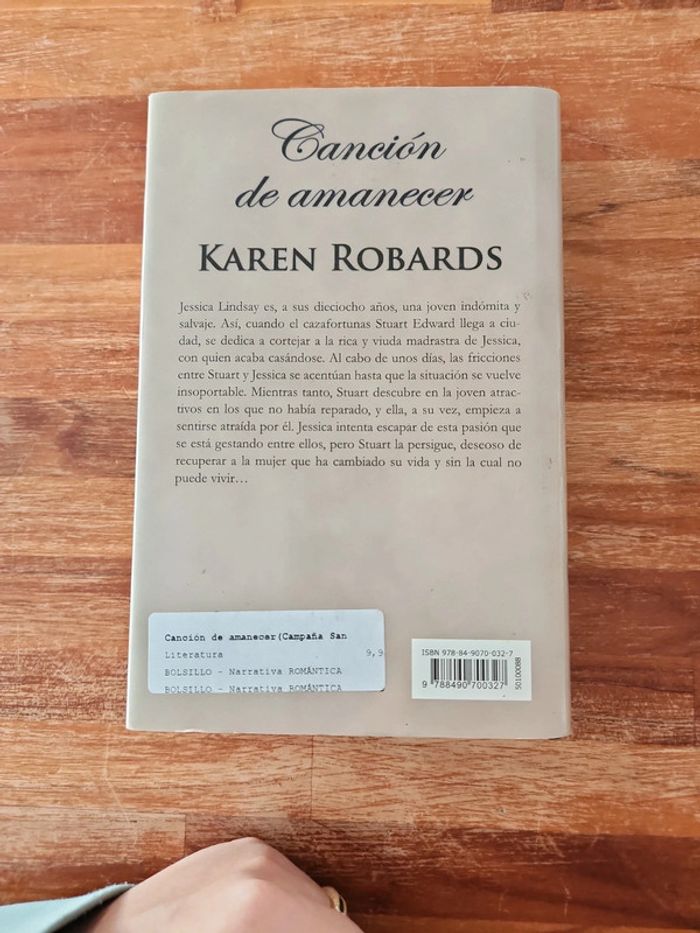 Canción
de amanecer
KAREN ROBARDS
Jessica Lindsay es, a sus dieciocho años, una joven indómita y
salvaje. Así, cuando el cazafortunas Stuart Edward llega a ciu-
dad, se dedica a cortejar a la rica y viuda madrastra de Jessica,
con quien acaba casándose. Al cabo de unos días, las fricciones
entre Stuart y Jessica se acentúan hasta que la situación se vuelve
insoportable. Mientras tanto, Stuart descubre en la joven atrac-
tivos en los que no había reparado, y ella, a su vez, empieza a
sentirse atraída por él. Jessica intenta escapar de esta pasión que
se está gestando entre ellos, pero Stuart la persigue, deseoso de
recuperar a la mujer que ha cambiado su vida y sin la cual no
puede vivir…
Canción de amanecer(Campaña San
Literatura 9,9
BOLSILLO - Narrativa ROMÁNTICA
BOLSILLO - Narrativa ROMÁNTICA
ISBN 978-84-9070-032-7
9 788490 700327
50100088